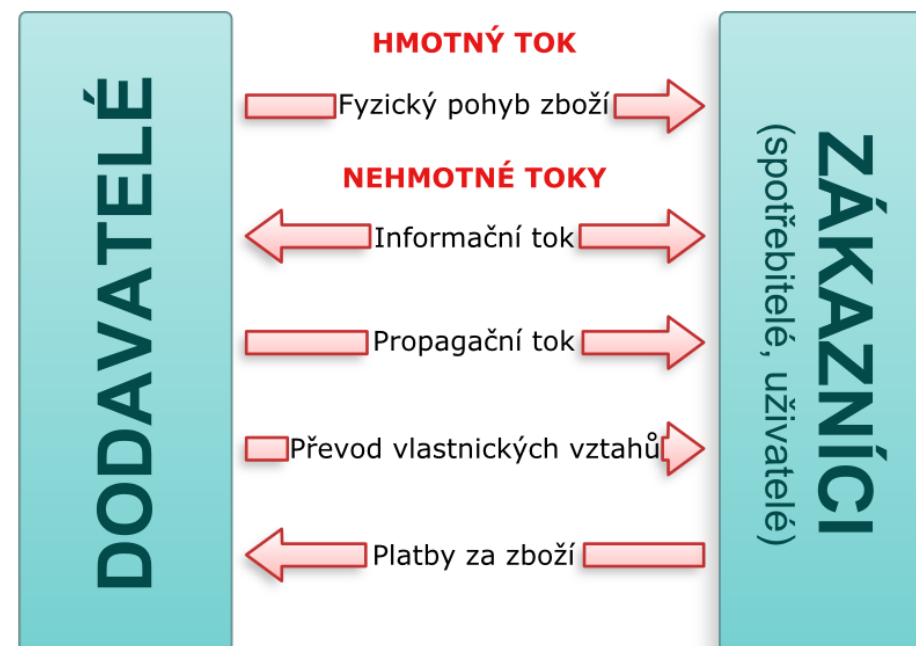 DODAVATELÉ
HMOTNÝ TOK
Fyzický pohyb zboží
NEHMOTNÉ TOKY
Informační tok
Propagační tok
Převod vlastnických vztahů
Platby za zboží
ZÁKAZNÍCI
(spotřebitelé, uživatelé)